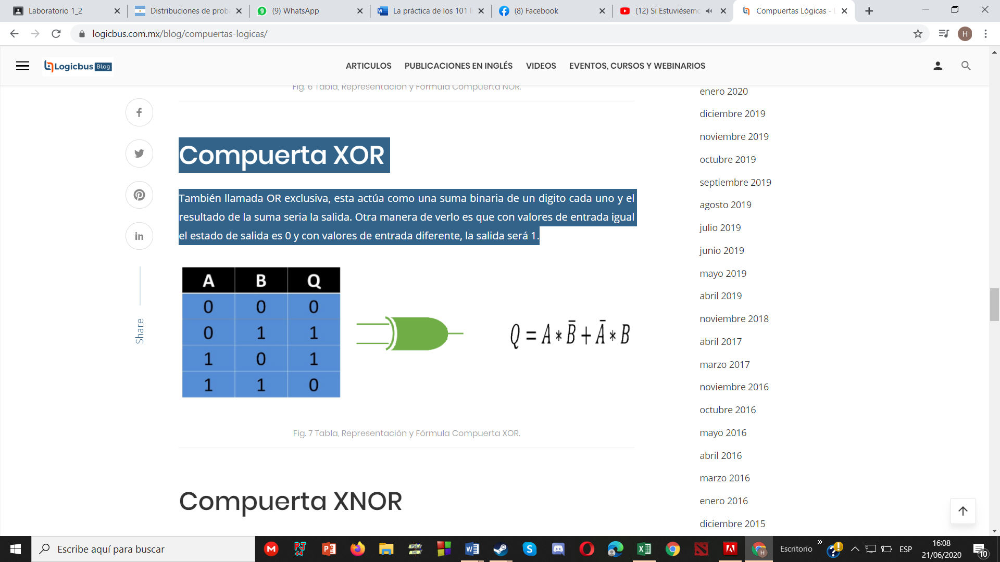 Laboratorio 1_2
Distribuciones de proba
(9) WhatsApp
La práctica de los 101 l
(8) Facebook
(12) Si Estuviésemo
Compuertas Lógicas -
logicbus.com.mx/blog/compuertas-logicas/
H
Logicbus Blog
ARTICULOS
PUBLICACIONES EN INGLÉS
VIDEOS
EVENTOS, CURSOS Y WEBINARIOS
Fig. 6 Tabla, Representación y Fórmula Compuerta NOR.
Compuerta XOR
También llamada OR exclusiva, esta actúa como una suma binaria de un digito cada uno y el
resultado de la suma seria la salida. Otra manera de verlo es que con valores de entrada igual
el estado de salida es 0 y con valores de entrada diferente, la salida será 1.
A B Q
0 0 0
0 1 1
1 0 1
1 1 0
Q = A * B̅ + A̅ * B
Fig. 7 Tabla, Representación y Fórmula Compuerta XOR.
Compuerta XNOR
Share
enero 2020
diciembre 2019
noviembre 2019
octubre 2019
septiembre 2019
agosto 2019
julio 2019
junio 2019
mayo 2019
abril 2019
noviembre 2018
abril 2017
marzo 2017
noviembre 2016
octubre 2016
mayo 2016
abril 2016
marzo 2016
enero 2016
diciembre 2015
Escribe aquí para buscar
Escritorio
ESP
16:08
21/06/2020
10